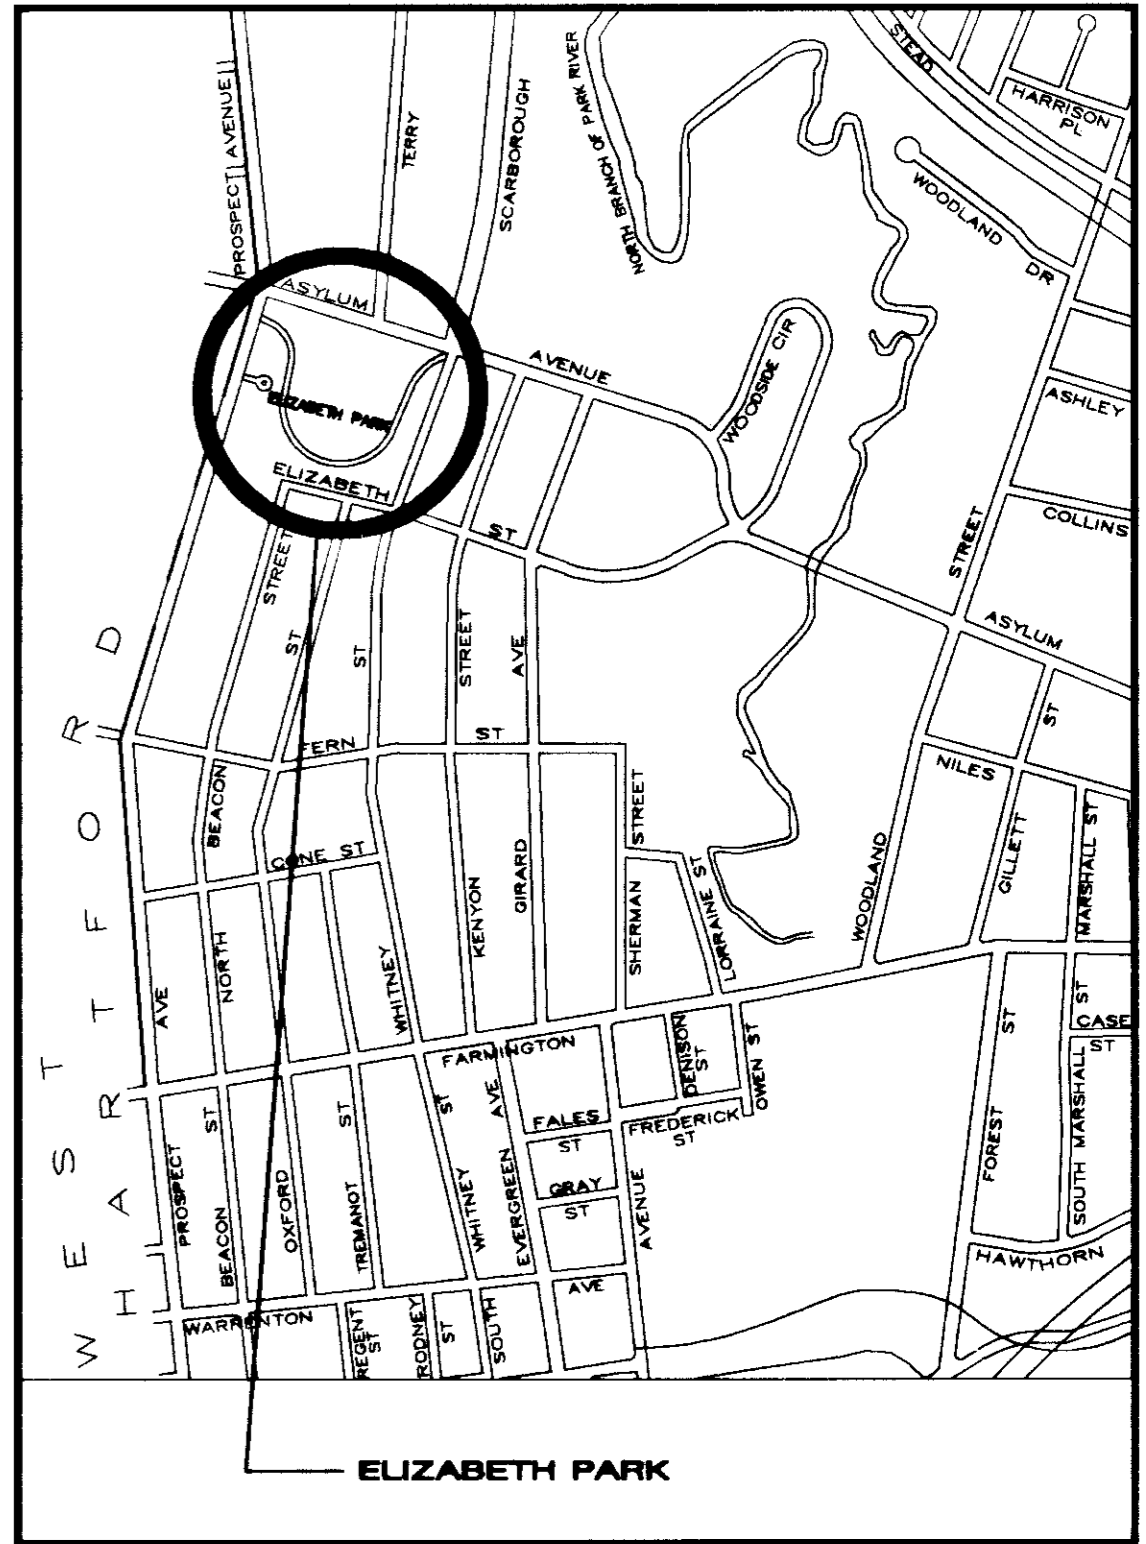 STEAD
HARRISON
PL
PROSPECT AVENUE
TERRY
SCARBOROUGH
NORTH BRANCH OF PARK RIVER
WOODLAND
DR
ASYLUM
AVENUE
WOODSIDE CIR
ELIZABETH PARK
ASHLEY
ELIZABETH
ST
COLLINS
STREET
STREET
ASYLUM
ST
ST
STREET
AVE
ST
FERN
ST
NILES
BEACON
STREET
CONE ST
KENYON
GIRARD
SHERMAN
LORRAINE ST
WOODLAND
GILLETT
MARSHALL ST
NORTH
WHITNEY
AVE
FARMINGTON
DENISON
ST
OWEN ST
ST
ST
CASE
ST
ST
ST
ST
AVE
FALES
ST
FREDERICK
ST
SOUTH MARSHALL
FOREST
PROSPECT
BEACON
OXFORD
TREMANOT
WHITNEY
EVERGREEN
GRAY
ST
AVENUE
HAWTHORN
WARRENTON
AVE
REGENT
ST
RODNEY
ST
SOUTH
WEST
HARTFORD
ELIZABETH PARK